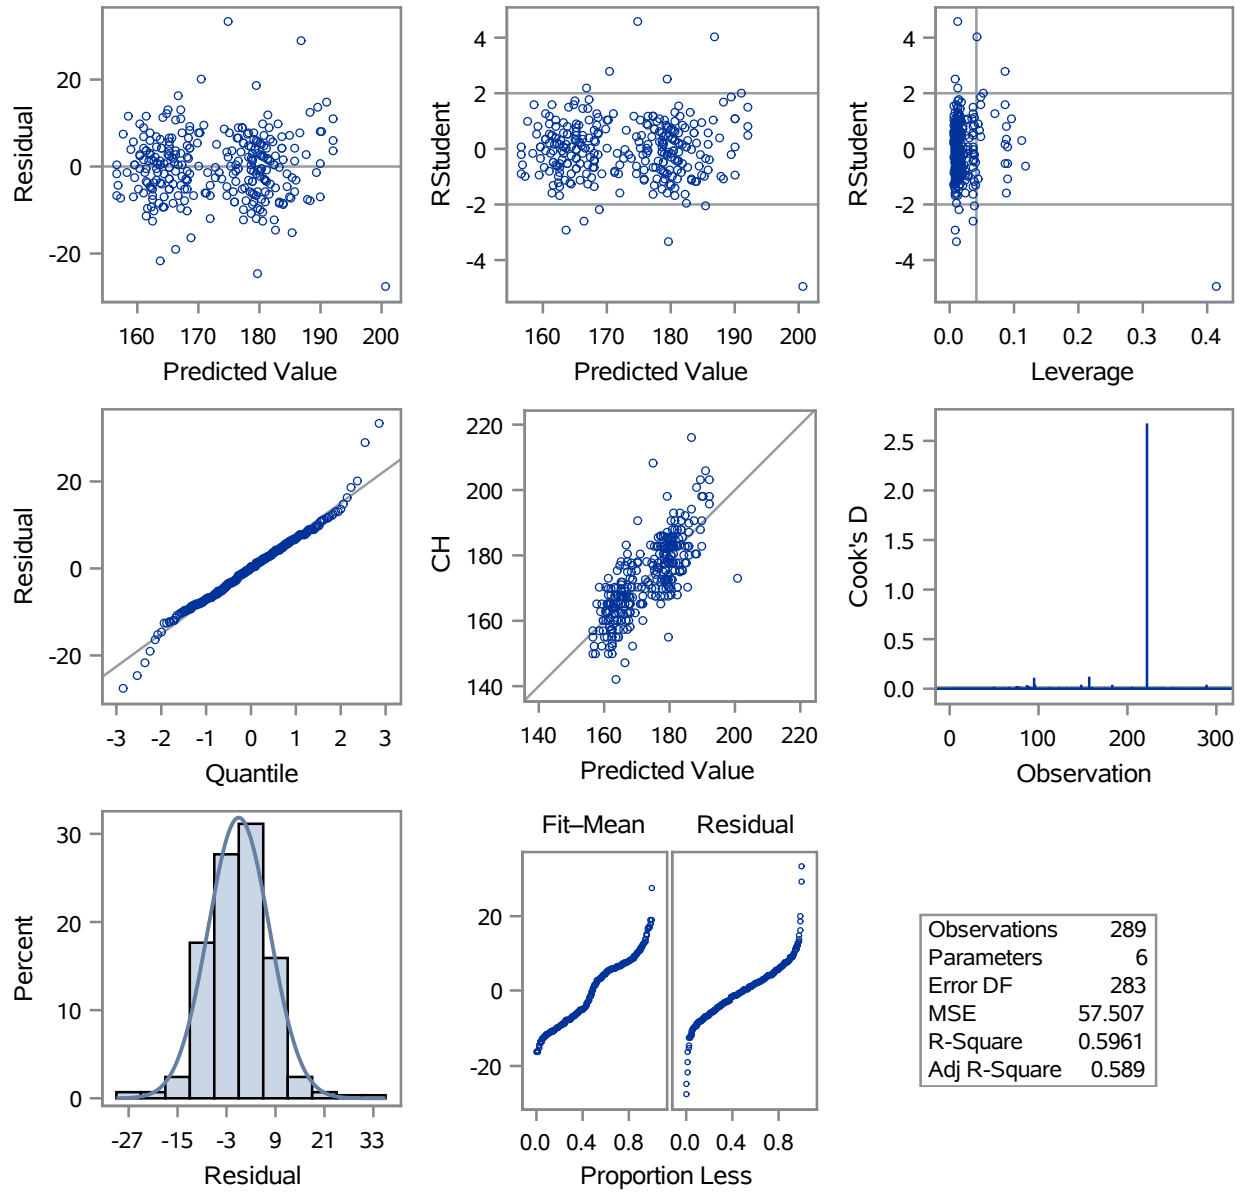 Residual
20
0
-20
160 170 180 190 200
Predicted Value
RStudent
4
2
0
-2
-4
160 170 180 190 200
Predicted Value
RStudent
4
2
0
-2
-4
0.0 0.1 0.2 0.3 0.4
Leverage
Residual
20
0
-20
-3 -2 -1 0 1 2 3
Quantile
CH
220
200
180
160
140
140 160 180 200 220
Predicted Value
Cook's D
2.5
2.0
1.5
1.0
0.5
0.0
0 100 200 300
Observation
Percent
30
20
10
0
-27 -15 -3 9 21 33
Residual
Fit–Mean Residual
20
0
-20
0.0 0.4 0.8 0.0 0.4 0.8
Proportion Less
Observations 289
Parameters 6
Error DF 283
MSE 57.507
R-Square 0.5961
Adj R-Square 0.589